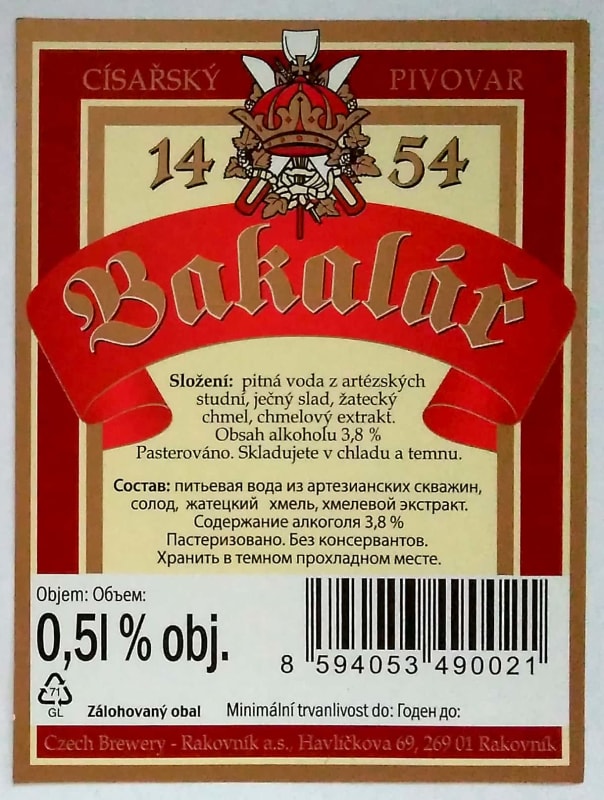 CÍSAŘSKÝ PIVOVAR
14 54
Bakalář
Složení: pitná voda z artézských
studní, ječný slad, žatecký
chmel, chmelový extrakt.
Obsah alkoholu 3,8 %
Pasterováno. Skladujete v chladu a temnu.
Состав: питьевая вода из артезианских скважин,
солод, жатецкий хмель, хмелевой экстракт.
Содержание алкоголя 3,8 %
Пастеризовано. Без консервантов.
Хранить в темном прохладном месте.
Objem: Объем:
0,5l % obj.
8 594053 490021
71
GL
Zálohovaný obal Minimální trvanlivost do: Годен до:
Czech Brewery - Rakovník a.s., Havlíčkova 69, 269 01 Rakovník